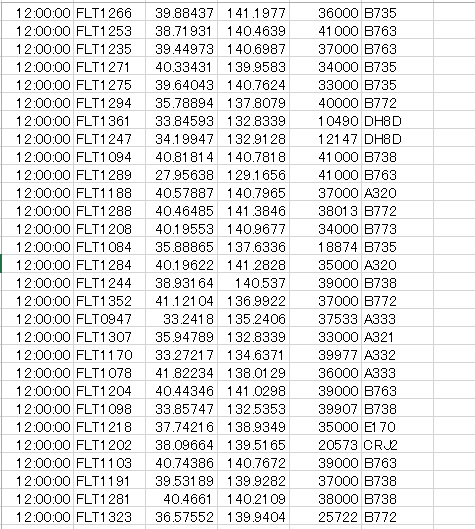 12:00:00 FLT1266 39.88437 141.1977 36000 B735
12:00:00 FLT1253 38.71931 140.4639 41000 B763
12:00:00 FLT1235 39.44973 140.6987 37000 B763
12:00:00 FLT1271 40.33431 139.9583 34000 B735
12:00:00 FLT1275 39.64043 140.7624 33000 B735
12:00:00 FLT1294 35.78894 137.8079 40000 B772
12:00:00 FLT1361 33.84593 132.8339 10490 DH8D
12:00:00 FLT1247 34.19947 132.9128 12147 DH8D
12:00:00 FLT1094 40.81814 140.7818 41000 B738
12:00:00 FLT1289 27.95638 129.1656 41000 B763
12:00:00 FLT1188 40.57887 140.7965 37000 A320
12:00:00 FLT1288 40.46485 141.3846 38013 B772
12:00:00 FLT1208 40.19553 140.9677 34000 B773
12:00:00 FLT1084 35.88865 137.6336 18874 B735
12:00:00 FLT1284 40.19622 141.2828 35000 A320
12:00:00 FLT1244 38.93164 140.537 39000 B738
12:00:00 FLT1352 41.12104 136.9922 37000 B772
12:00:00 FLT0947 33.2418 135.2406 37533 A333
12:00:00 FLT1307 35.94789 132.8339 33000 A321
12:00:00 FLT1170 33.27217 134.6371 39977 A332
12:00:00 FLT1078 41.82234 138.0129 36000 A333
12:00:00 FLT1204 40.44346 141.0298 39000 B763
12:00:00 FLT1098 33.85747 132.5353 39907 B738
12:00:00 FLT1218 37.74216 138.9349 35000 E170
12:00:00 FLT1202 38.09664 139.5165 20573 CRJ2
12:00:00 FLT1103 40.74386 140.7672 39000 B763
12:00:00 FLT1191 39.53189 139.9282 37000 B738
12:00:00 FLT1281 40.4661 140.2109 38000 B738
12:00:00 FLT1323 36.57552 139.9404 25722 B772